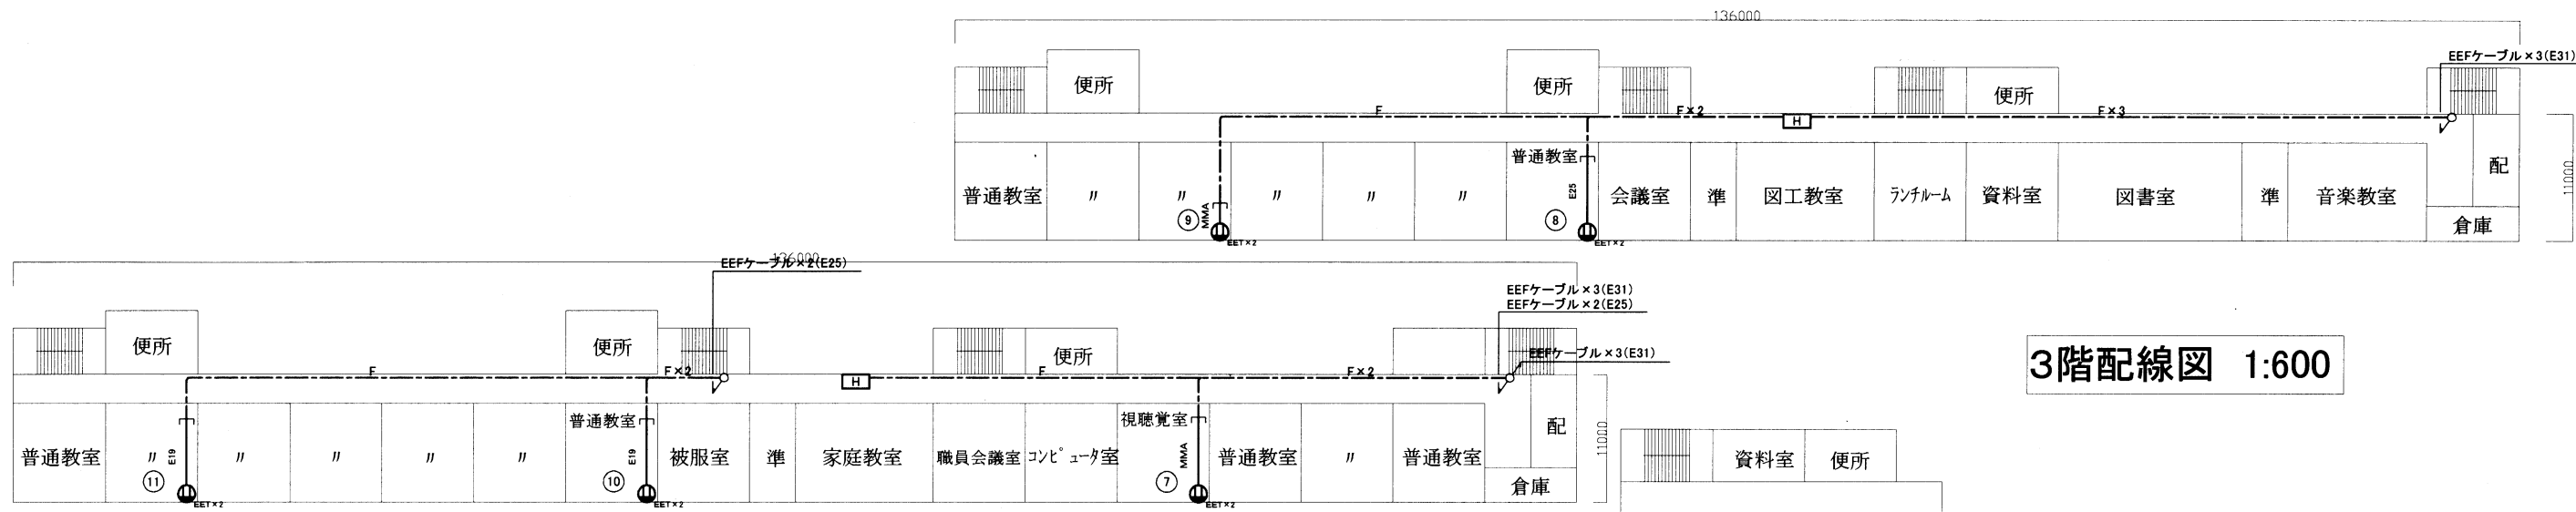 136000
EEFケーブル×3(E31)
便所
便所
便所
F
F×2
H
F×3
普通教室
普通教室
〃
〃
〃
〃
〃
会議室
準
図工教室
ランチルーム
資料室
図書室
準
音楽教室
配
倉庫
11000
E25
MMA
⑨
⑧
EET×2
EET×2
136000
EEFケーブル×2(E25)
EEFケーブル×3(E31)
EEFケーブル×2(E25)
EEFケーブル×3(E31)
便所
便所
便所
F
F×2
H
F
F×2
普通教室
視聴覚室
普通教室
〃
〃
〃
〃
〃
被服室
準
家庭教室
職員会議室
コンピュータ室
普通教室
〃
普通教室
配
倉庫
11000
E19
E19
MMA
⑪
⑩
⑦
EET×2
EET×2
EET×2
3階配線図 1:600
資料室
便所